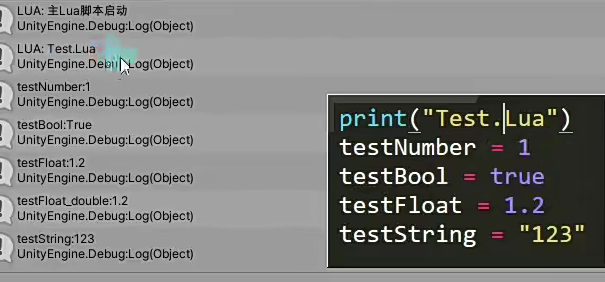 LUA: 主Lua脚本启动
UnityEngine.Debug:Log(Object)
LUA: Test.Lua
UnityEngine.Debug:Log(Object)
testNumber:1
UnityEngine.Debug:Log(Object)
testBool:True
UnityEngine.Debug:Log(Object)
testFloat:1.2
UnityEngine.Debug:Log(Object)
testFloat_double:1.2
UnityEngine.Debug:Log(Object)
testString:123
UnityEngine.Debug:Log(Object)
print("Test.Lua")
testNumber = 1
testBool = true
testFloat = 1.2
testString = "123"